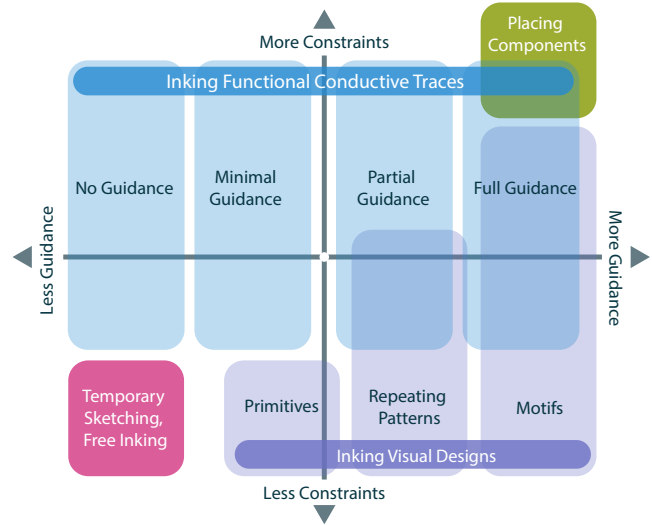 More Constraints
Placing
Components
Inking Functional Conductive Traces
No Guidance
Minimal
Guidance
Partial
Guidance
Full Guidance
Less Guidance
More Guidance
Temporary
Sketching,
Free Inking
Primitives
Repeating
Patterns
Motifs
Inking Visual Designs
Less Constraints